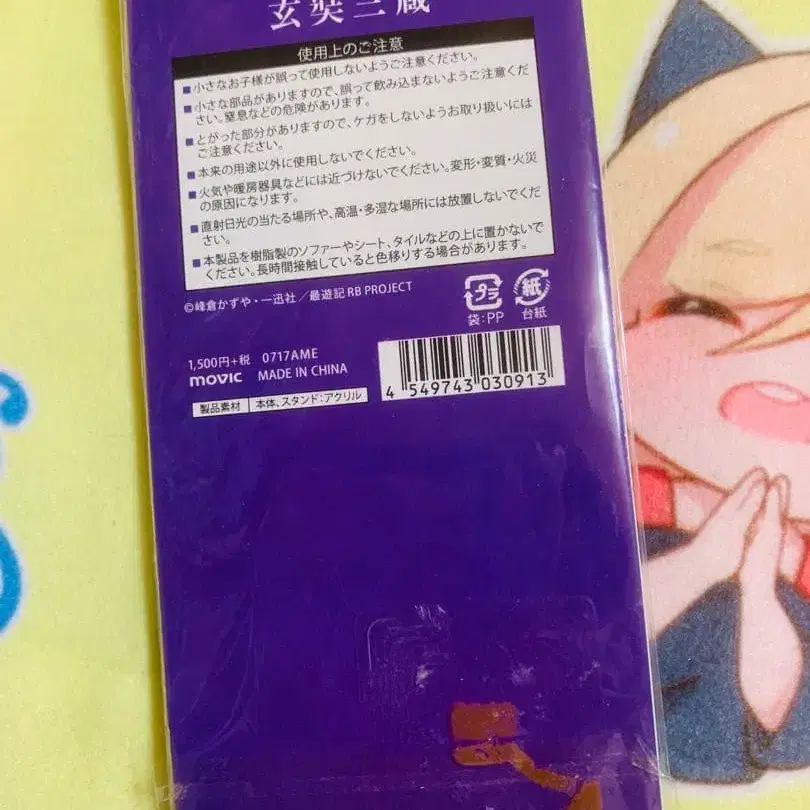 玄奘三蔵
使用上のご注意
■小さなお子様が誤って使用しないようご注意ください。
■小さな部品がありますので、誤って飲み込まないようご注意くだ
さい。窒息などの危険があります。
■とがった部分がありますので、ケガをしないようお取り扱いには
ご注意ください。
■本来の用途以外に使用しないでください。
■火気や暖房器具などには近づけないでください。変形・変質・火災
の原因になります。
■直射日光の当たる場所や、高温・多湿な場所には放置しないでくだ
さい。
■本製品を樹脂製のソファーやシート、タイルなどの上に置かないで
ください。長時間接触していると色移りする場合があります。
©峰倉かずや・一迅社／最遊記RB PROJECT
プラ
紙
袋:PP
台紙
1,500円+税 0717AME
movic MADE IN CHINA
製品素材 本体、スタンド:アクリル
4 549743 030913